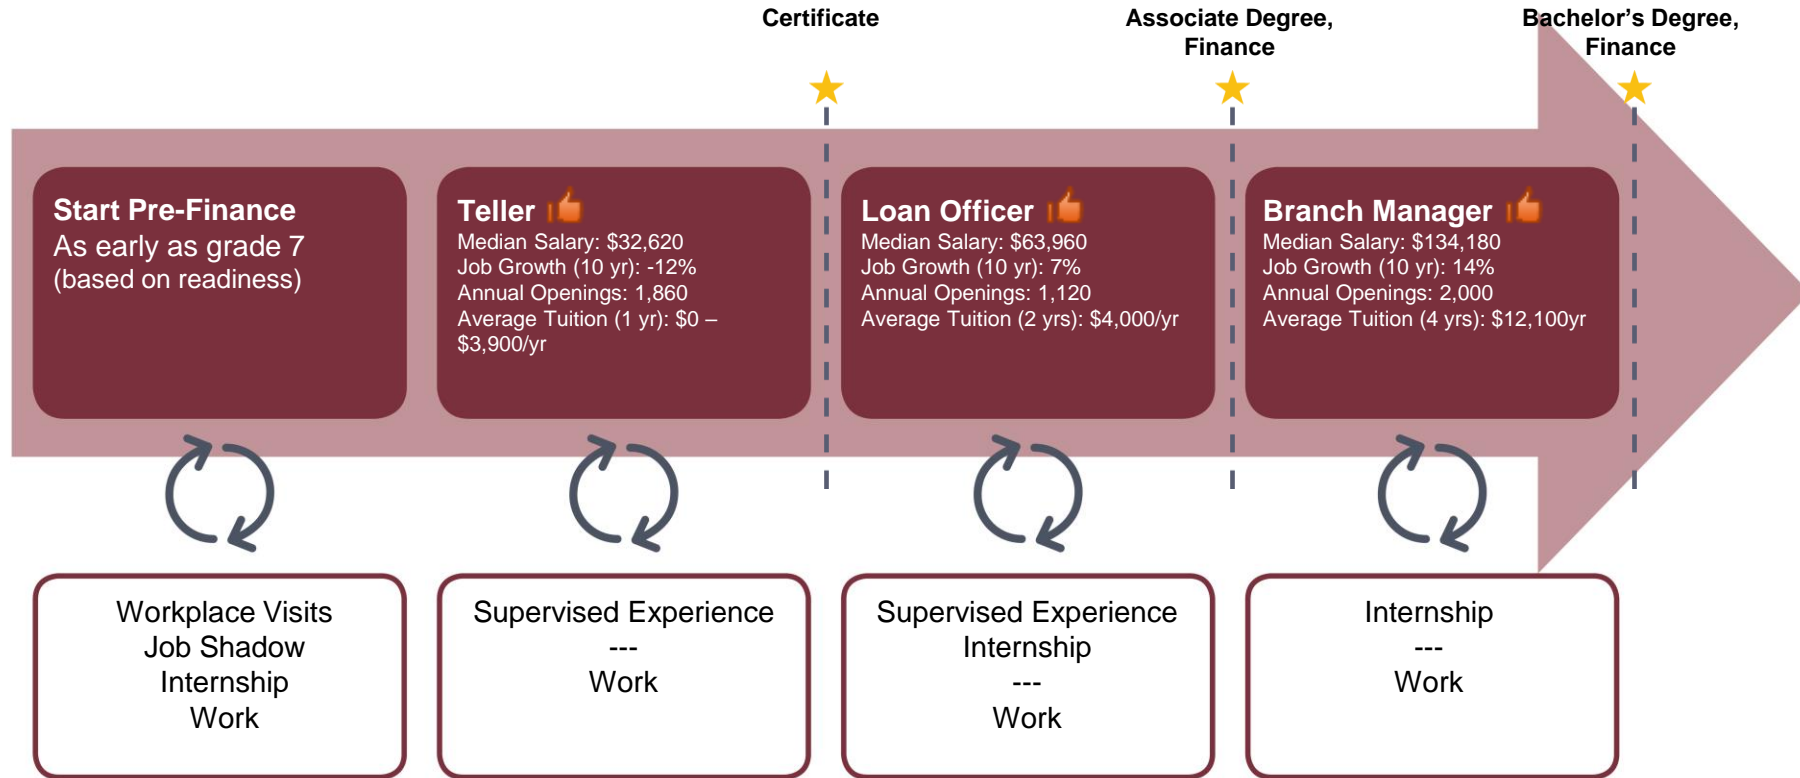 Certificate
Associate Degree,
Finance
Bachelor’s Degree,
Finance
Start Pre-Finance
As early as grade 7
(based on readiness)
Teller
Median Salary: $32,620
Job Growth (10 yr): -12%
Annual Openings: 1,860
Average Tuition (1 yr): $0 –
$3,900/yr
Loan Officer
Median Salary: $63,960
Job Growth (10 yr): 7%
Annual Openings: 1,120
Average Tuition (2 yrs): $4,000/yr
Branch Manager
Median Salary: $134,180
Job Growth (10 yr): 14%
Annual Openings: 2,000
Average Tuition (4 yrs): $12,100yr
Workplace Visits
Job Shadow
Internship
Work
Supervised Experience
---
Work
Supervised Experience
Internship
---
Work
Internship
---
Work